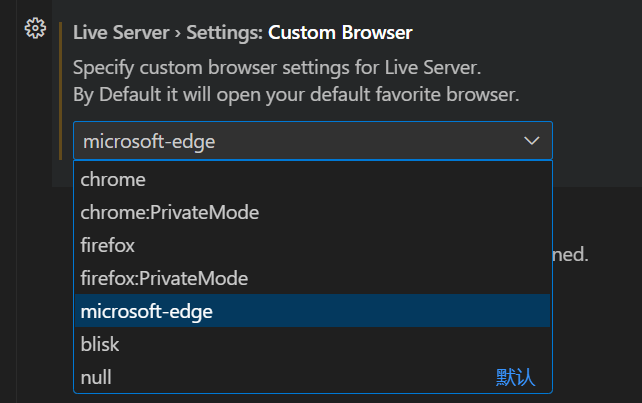 Live Server › Settings: Custom Browser
Specify custom browser settings for Live Server.
By Default it will open your default favorite browser.
microsoft-edge
chrome
chrome:PrivateMode
firefox
ned.
firefox:PrivateMode
microsoft-edge
blisk
null 默认